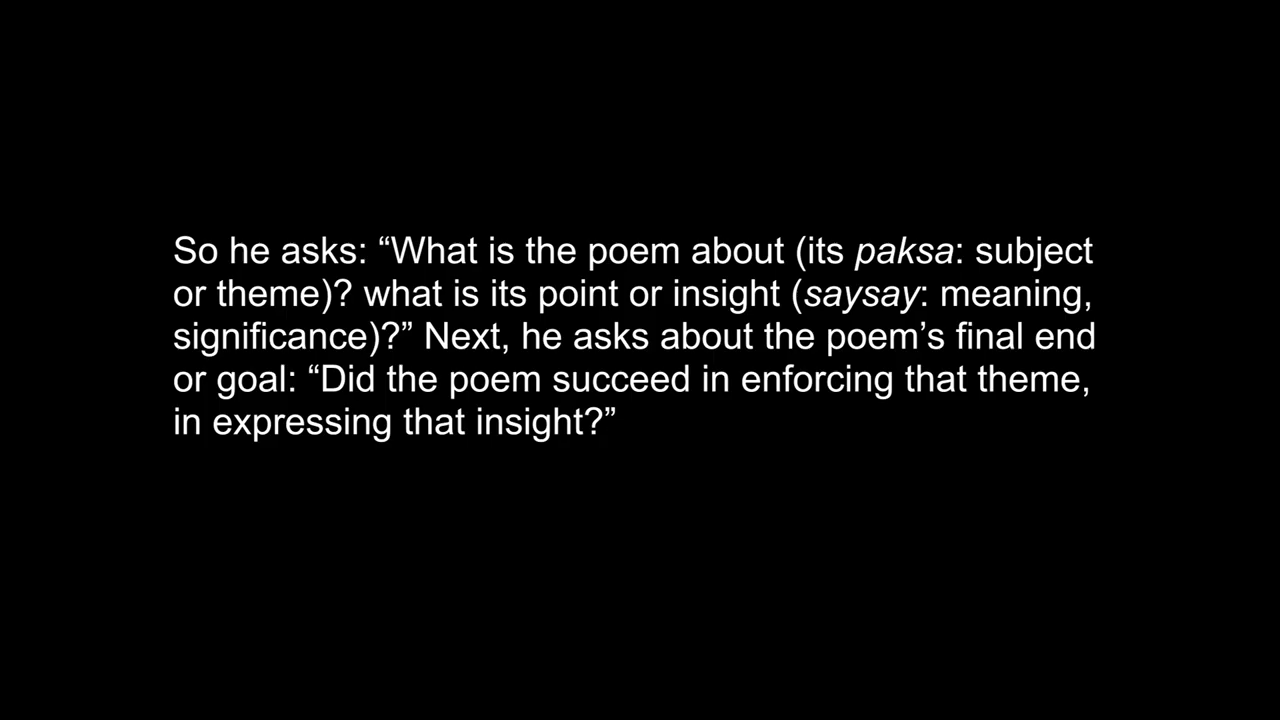 So he asks: “What is the poem about (its paksa: subject
or theme)? what is its point or insight (saysay: meaning,
significance)?” Next, he asks about the poem’s final end
or goal: “Did the poem succeed in enforcing that theme,
in expressing that insight?”